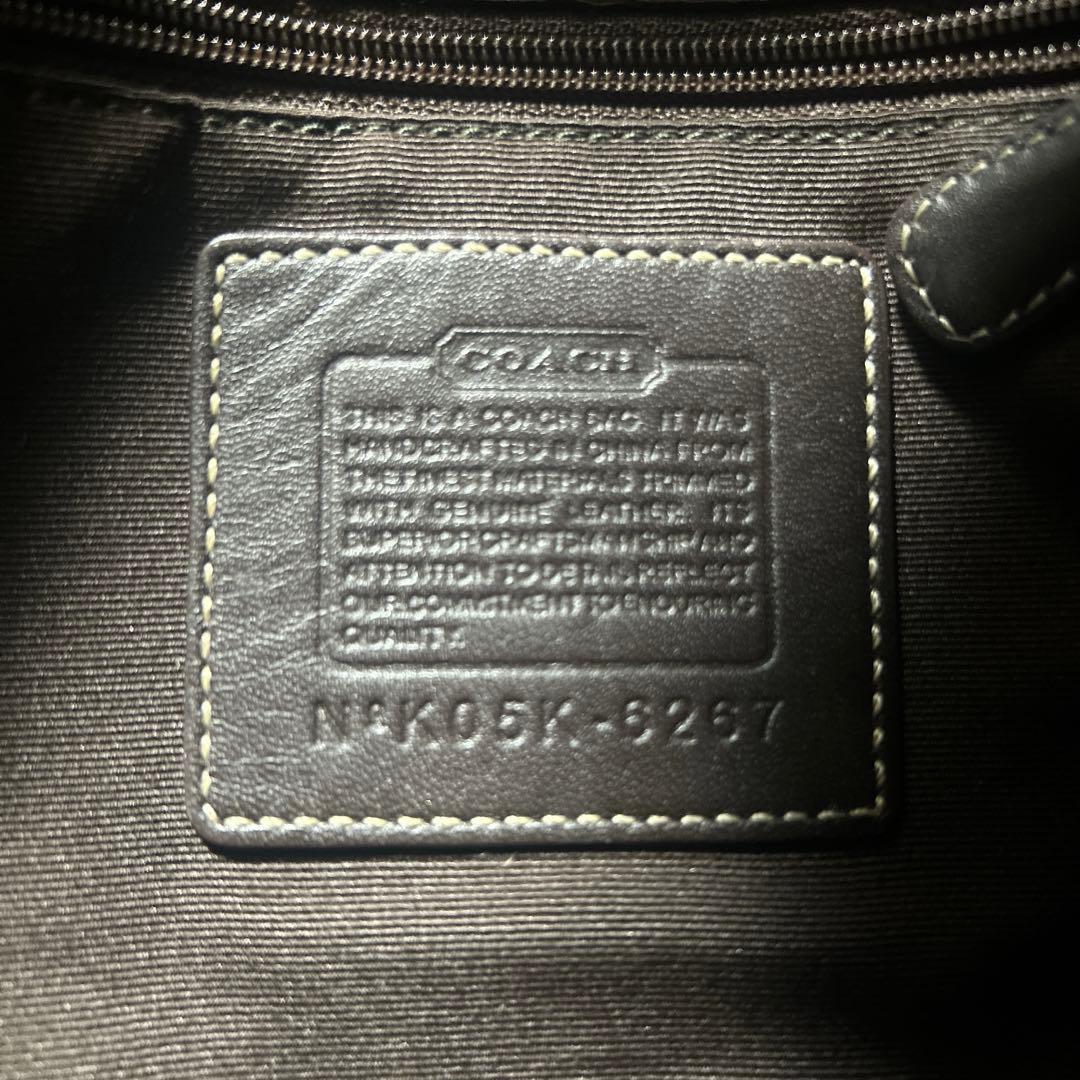 COACH
THIS IS A COACH BAG. IT WAS
HANDCRAFTED IN CHINA FROM
THE FINEST MATERIALS TRIMMED
WITH GENUINE LEATHER. ITS
SUPERIOR CRAFTSMANSHIP AND
ATTENTION TO DETAIL REFLECT
OUR COMMITMENT TO ENDURING
QUALITY.
Nº K05K-6267